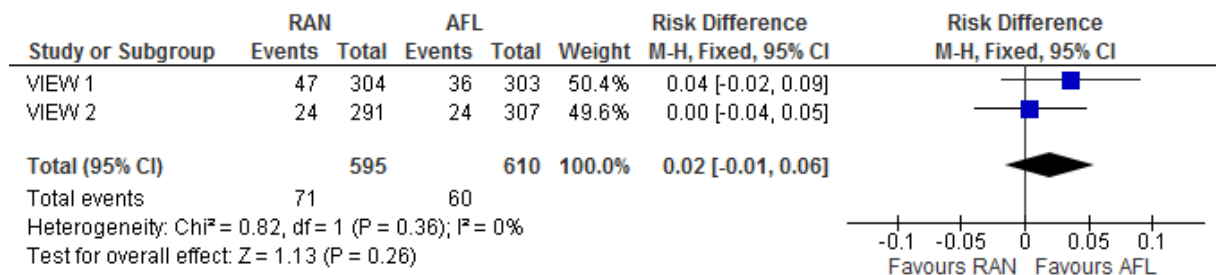 RAN AFL Risk Difference Risk Difference
Study or Subgroup Events Total Events Total Weight M-H, Fixed, 95% CI M-H, Fixed, 95% CI
VIEW 1 47 304 36 303 50.4% 0.04 [-0.02, 0.09]
VIEW 2 24 291 24 307 49.6% 0.00 [-0.04, 0.05]
Total (95% CI) 595 610 100.0% 0.02 [-0.01, 0.06]
Total events 71 60
Heterogeneity: Chi² = 0.82, df = 1 (P = 0.36); I² = 0%
Test for overall effect: Z = 1.13 (P = 0.26)
-0.1 -0.05 0 0.05 0.1
Favours RAN Favours AFL